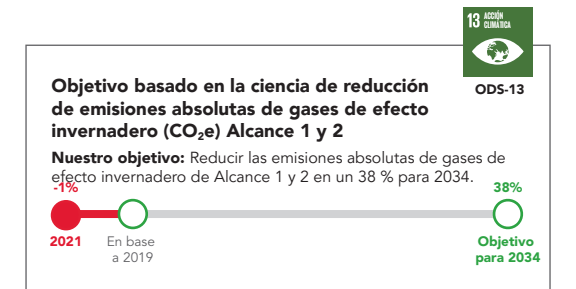 13 ACCIÓN
CLIMÁTICA
ODS-13
Objetivo basado en la ciencia de reducción
de emisiones absolutas de gases de efecto
invernadero (CO₂e) Alcance 1 y 2
Nuestro objetivo: Reducir las emisiones absolutas de gases de
efecto invernadero de Alcance 1 y 2 en un 38 % para 2034.
-1%
38%
2021
En base
a 2019
Objetivo
para 2034